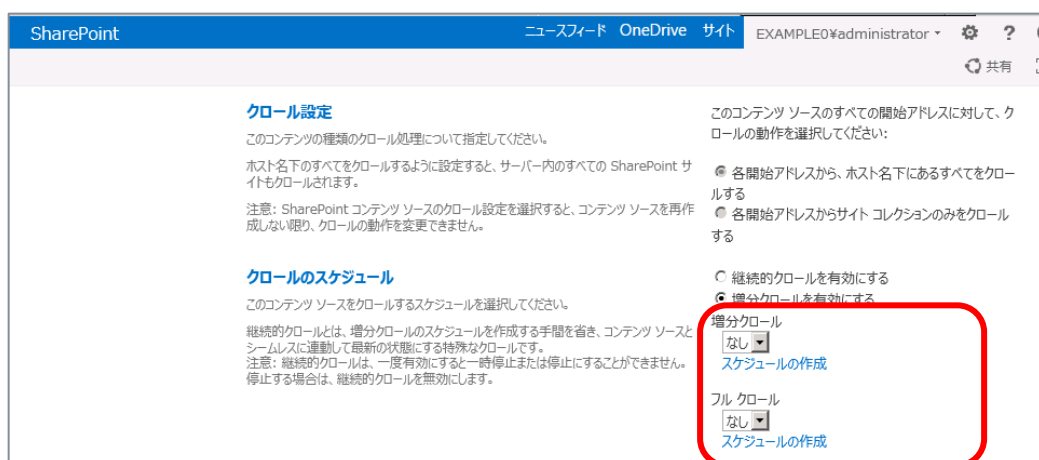 SharePoint ニュースフィード OneDrive サイト EXAMPLE0¥administrator ?
共有
クロール設定
このコンテンツの種類のクロール処理について指定してください。
ホスト名下のすべてをクロールするように設定すると、サーバー内のすべての SharePoint サ
イトもクロールされます。
注意: SharePoint コンテンツ ソースのクロール設定を選択すると、コンテンツ ソースを再作
成しない限り、クロールの動作を変更できません。
このコンテンツ ソースのすべての開始アドレスに対して、ク
ロールの動作を選択してください:
各開始アドレスから、ホスト名下にあるすべてをクロー
ルする
各開始アドレスからサイト コレクションのみをクロール
する
クロールのスケジュール
このコンテンツ ソースをクロールするスケジュールを選択してください。
継続的クロールとは、増分クロールのスケジュールを作成する手間を省き、コンテンツ ソースと
シームレスに連動して最新の状態にする特殊なクロールです。
注意: 継続的クロールは、一度有効にすると一時停止または停止にすることができません。
停止する場合は、継続的クロールを無効にします。
継続的クロールを有効にする
増分クロールを有効にする
増分クロール
なし
スケジュールの作成
フル クロール
なし
スケジュールの作成